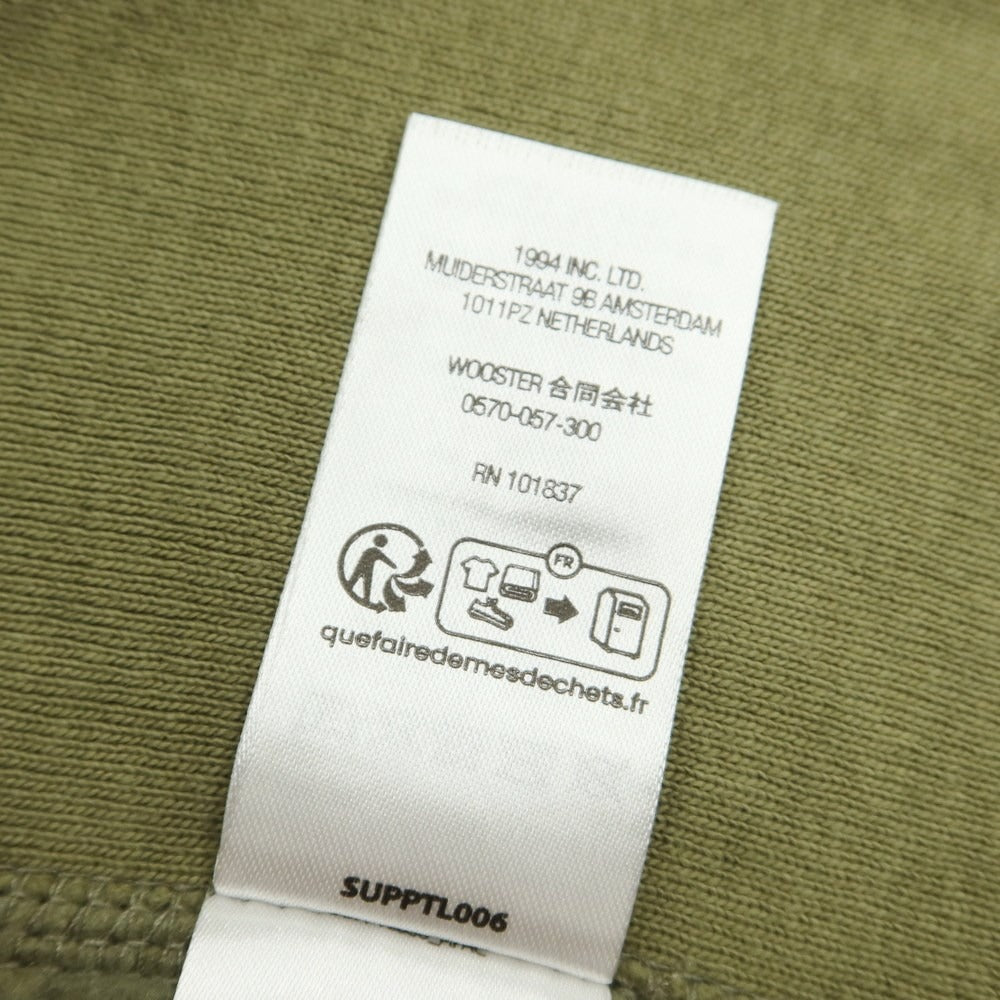 1994 INC. LTD.
MUIDERSTRAAT 9B AMSTERDAM
1011PZ NETHERLANDS
WOOSTER 合同会社
0570-057-300
RN 101837
FR
quefairedemesdechets.fr
SUPPTL006